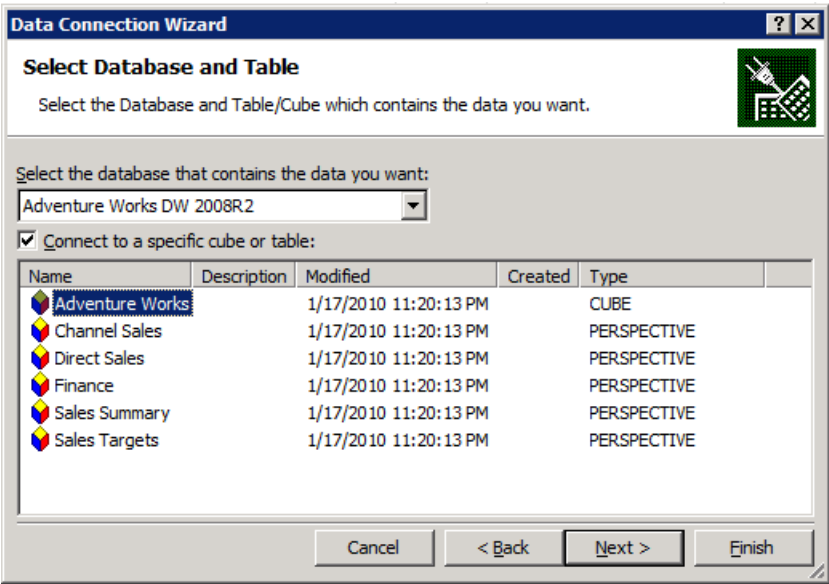 Data Connection Wizard
Select Database and Table
Select the Database and Table/Cube which contains the data you want.
Select the database that contains the data you want:
Adventure Works DW 2008R2
Connect to a specific cube or table:
Name Description Modified Created Type
Adventure Works 1/17/2010 11:20:13 PM CUBE
Channel Sales 1/17/2010 11:20:13 PM PERSPECTIVE
Direct Sales 1/17/2010 11:20:13 PM PERSPECTIVE
Finance 1/17/2010 11:20:13 PM PERSPECTIVE
Sales Summary 1/17/2010 11:20:13 PM PERSPECTIVE
Sales Targets 1/17/2010 11:20:13 PM PERSPECTIVE
Cancel < Back Next > Finish